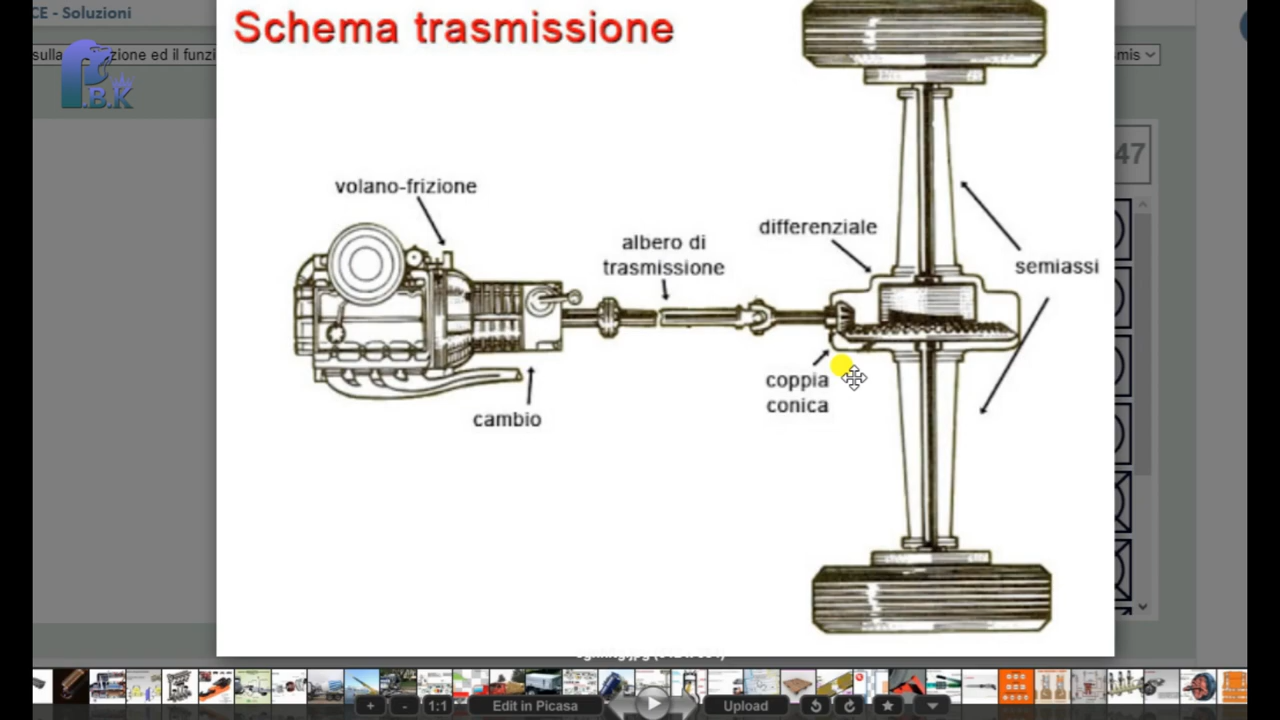 CE - Soluzioni
Schema trasmissione
sulla
zione ed il funzi
mis
P.B.K
47
volano-frizione
differenziale
albero di
trasmissione
semiassi
coppia
conica
cambio
+
-
1:1
Edit in Picasa
Upload